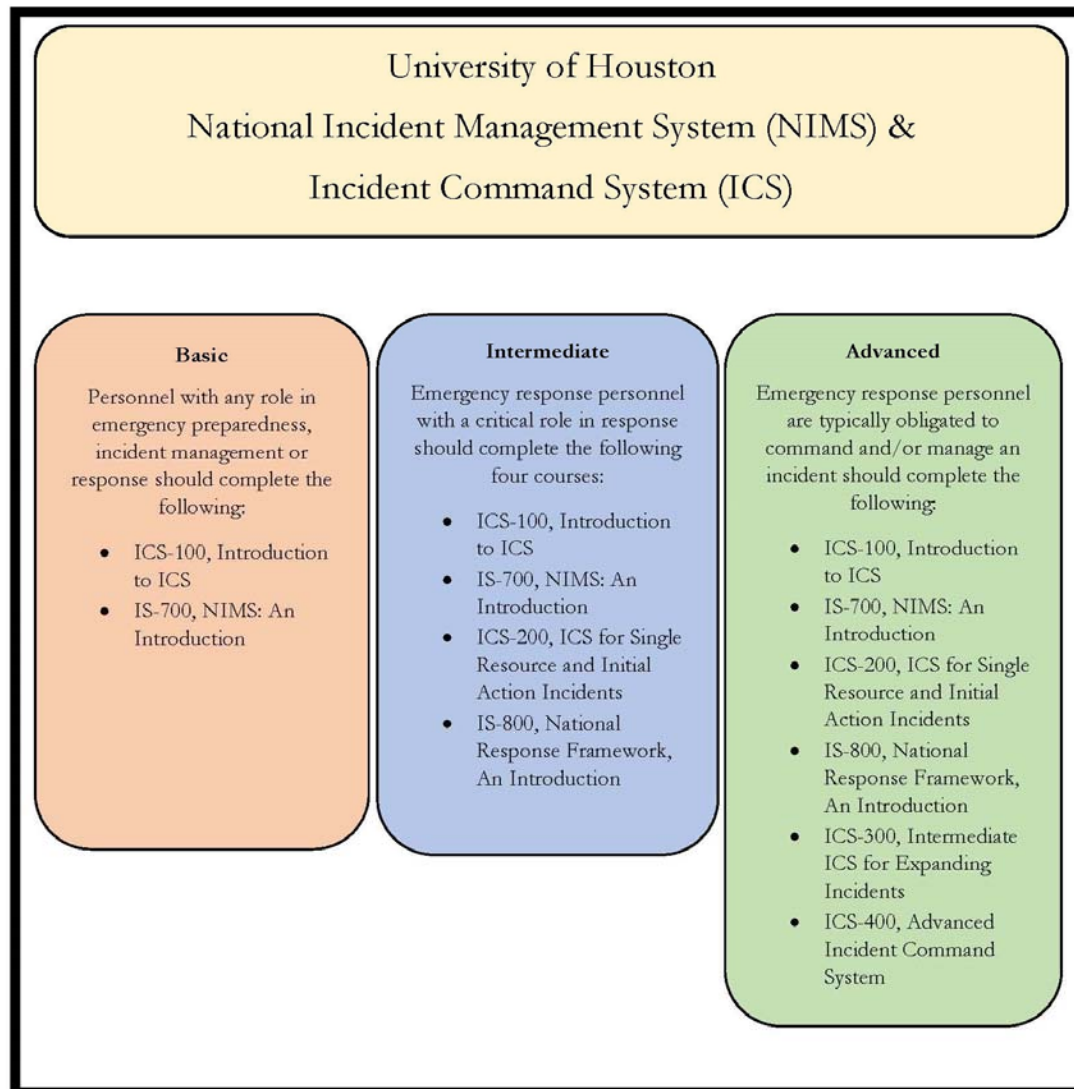 University of Houston
National Incident Management System (NIMS) &
Incident Command System (ICS)
Basic
Personnel with any role in
emergency preparedness,
incident management or
response should complete the
following:
• ICS-100, Introduction
to ICS
• IS-700, NIMS: An
Introduction
Intermediate
Emergency response personnel
with a critical role in response
should complete the following
four courses:
• ICS-100, Introduction
to ICS
• IS-700, NIMS: An
Introduction
• ICS-200, ICS for Single
Resource and Initial
Action Incidents
• IS-800, National
Response Framework,
An Introduction
Advanced
Emergency response personnel
are typically obligated to
command and/or manage an
incident should complete the
following:
• ICS-100, Introduction
to ICS
• IS-700, NIMS: An
Introduction
• ICS-200, ICS for Single
Resource and Initial
Action Incidents
• IS-800, National
Response Framework,
An Introduction
• ICS-300, Intermediate
ICS for Expanding
Incidents
• ICS-400, Advanced
Incident Command
System